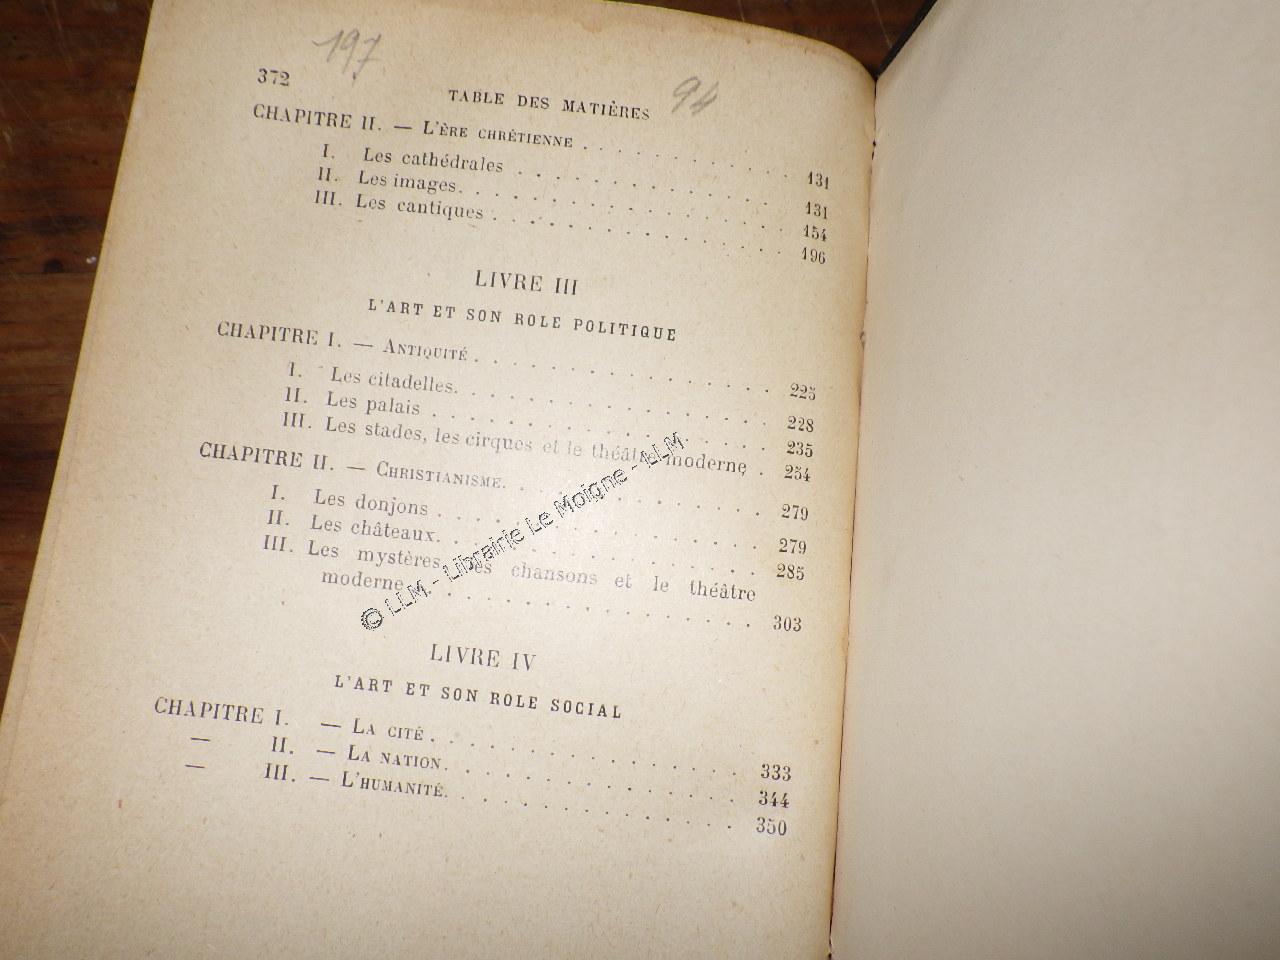 197
94
372 TABLE DES MATIÈRES
CHAPITRE II. — L'ÈRE CHRÉTIENNE . . . . . . . . . . . 131
I. Les cathédrales . . . . . . . . . . . . . . 131
II. Les images. . . . . . . . . . . . . . . . 154
III. Les cantiques . . . . . . . . . . . . . . . 196
LIVRE III
L'ART ET SON ROLE POLITIQUE
CHAPITRE I. — ANTIQUITÉ . . . . . . . . . . . . . . . 225
I. Les citadelles. . . . . . . . . . . . . . . . 228
II. Les palais . . . . . . . . . . . . . . . . . 235
III. Les stades, les cirques et le théâtre moderne . 254
CHAPITRE II. — CHRISTIANISME. . . . . . . . . . . . . 279
I. Les donjons . . . . . . . . . . . . . . . . 279
II. Les châteaux. . . . . . . . . . . . . . . . 285
III. Les mystères, les chansons et le théâtre
moderne . . . . . . . . . . . . . . . . . 303
LIVRE IV
L'ART ET SON ROLE SOCIAL
CHAPITRE I. — LA CITÉ . . . . . . . . . . . . . . . . 333
— II. — LA NATION. . . . . . . . . . . . . . . 344
— III. — L'HUMANITÉ. . . . . . . . . . . . . . . 350
© LLM - Librairie Le Moigne - LLM